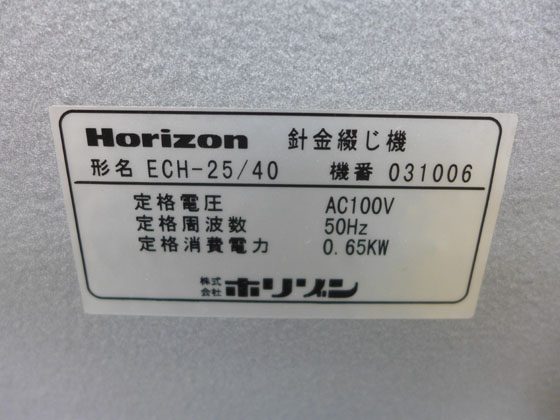 Horizon 針金綴じ機
形名 ECH-25/40 機番 031006
定格電圧 AC100V
定格周波数 50Hz
定格消費電力 0.65KW
株式会社 ホリゾン